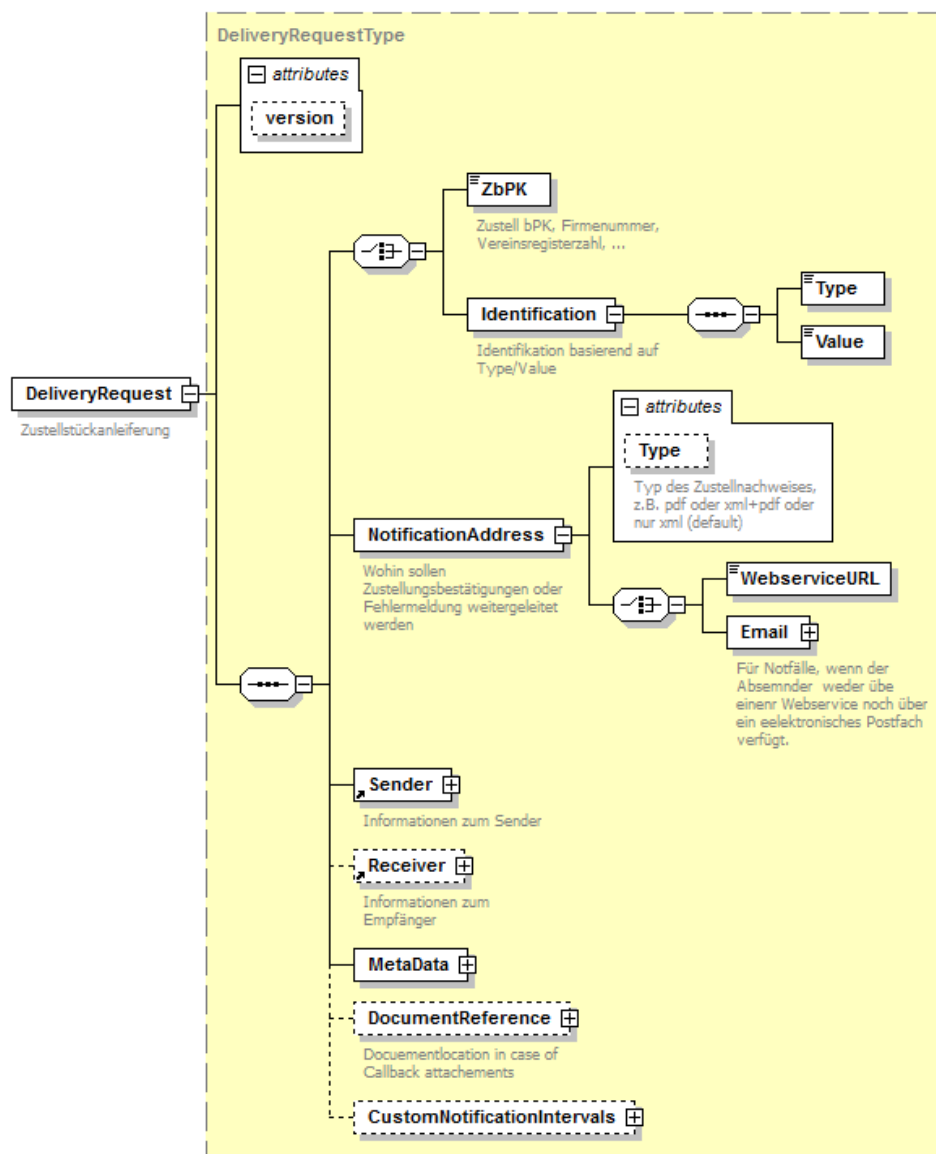 DeliveryRequestType
attributes
version
ZbPK
Zustell bPK, Firmenummer,
Vereinsregisterzahl, ...
Identification
Identifikation basierend auf
Type/Value
Type
Value
DeliveryRequest
Zustellstückanleiferung
attributes
Type
Typ des Zustellnachweises,
z.B. pdf oder xml+pdf oder
nur xml (default)
NotificationAddress
Wohin sollen
Zustellungsbestätigungen oder
Fehlermeldung weitergeleitet
werden
WebserviceURL
Email
Für Notfälle, wenn der
Absemnder  weder übe
einenr Webservice noch über
ein eelektronisches Postfach
verfügt.
Sender
Informationen zum Sender
Receiver
Informationen zum
Empfänger
MetaData
DocumentReference
Docuementlocation in case of
Callback attachements
CustomNotificationIntervals